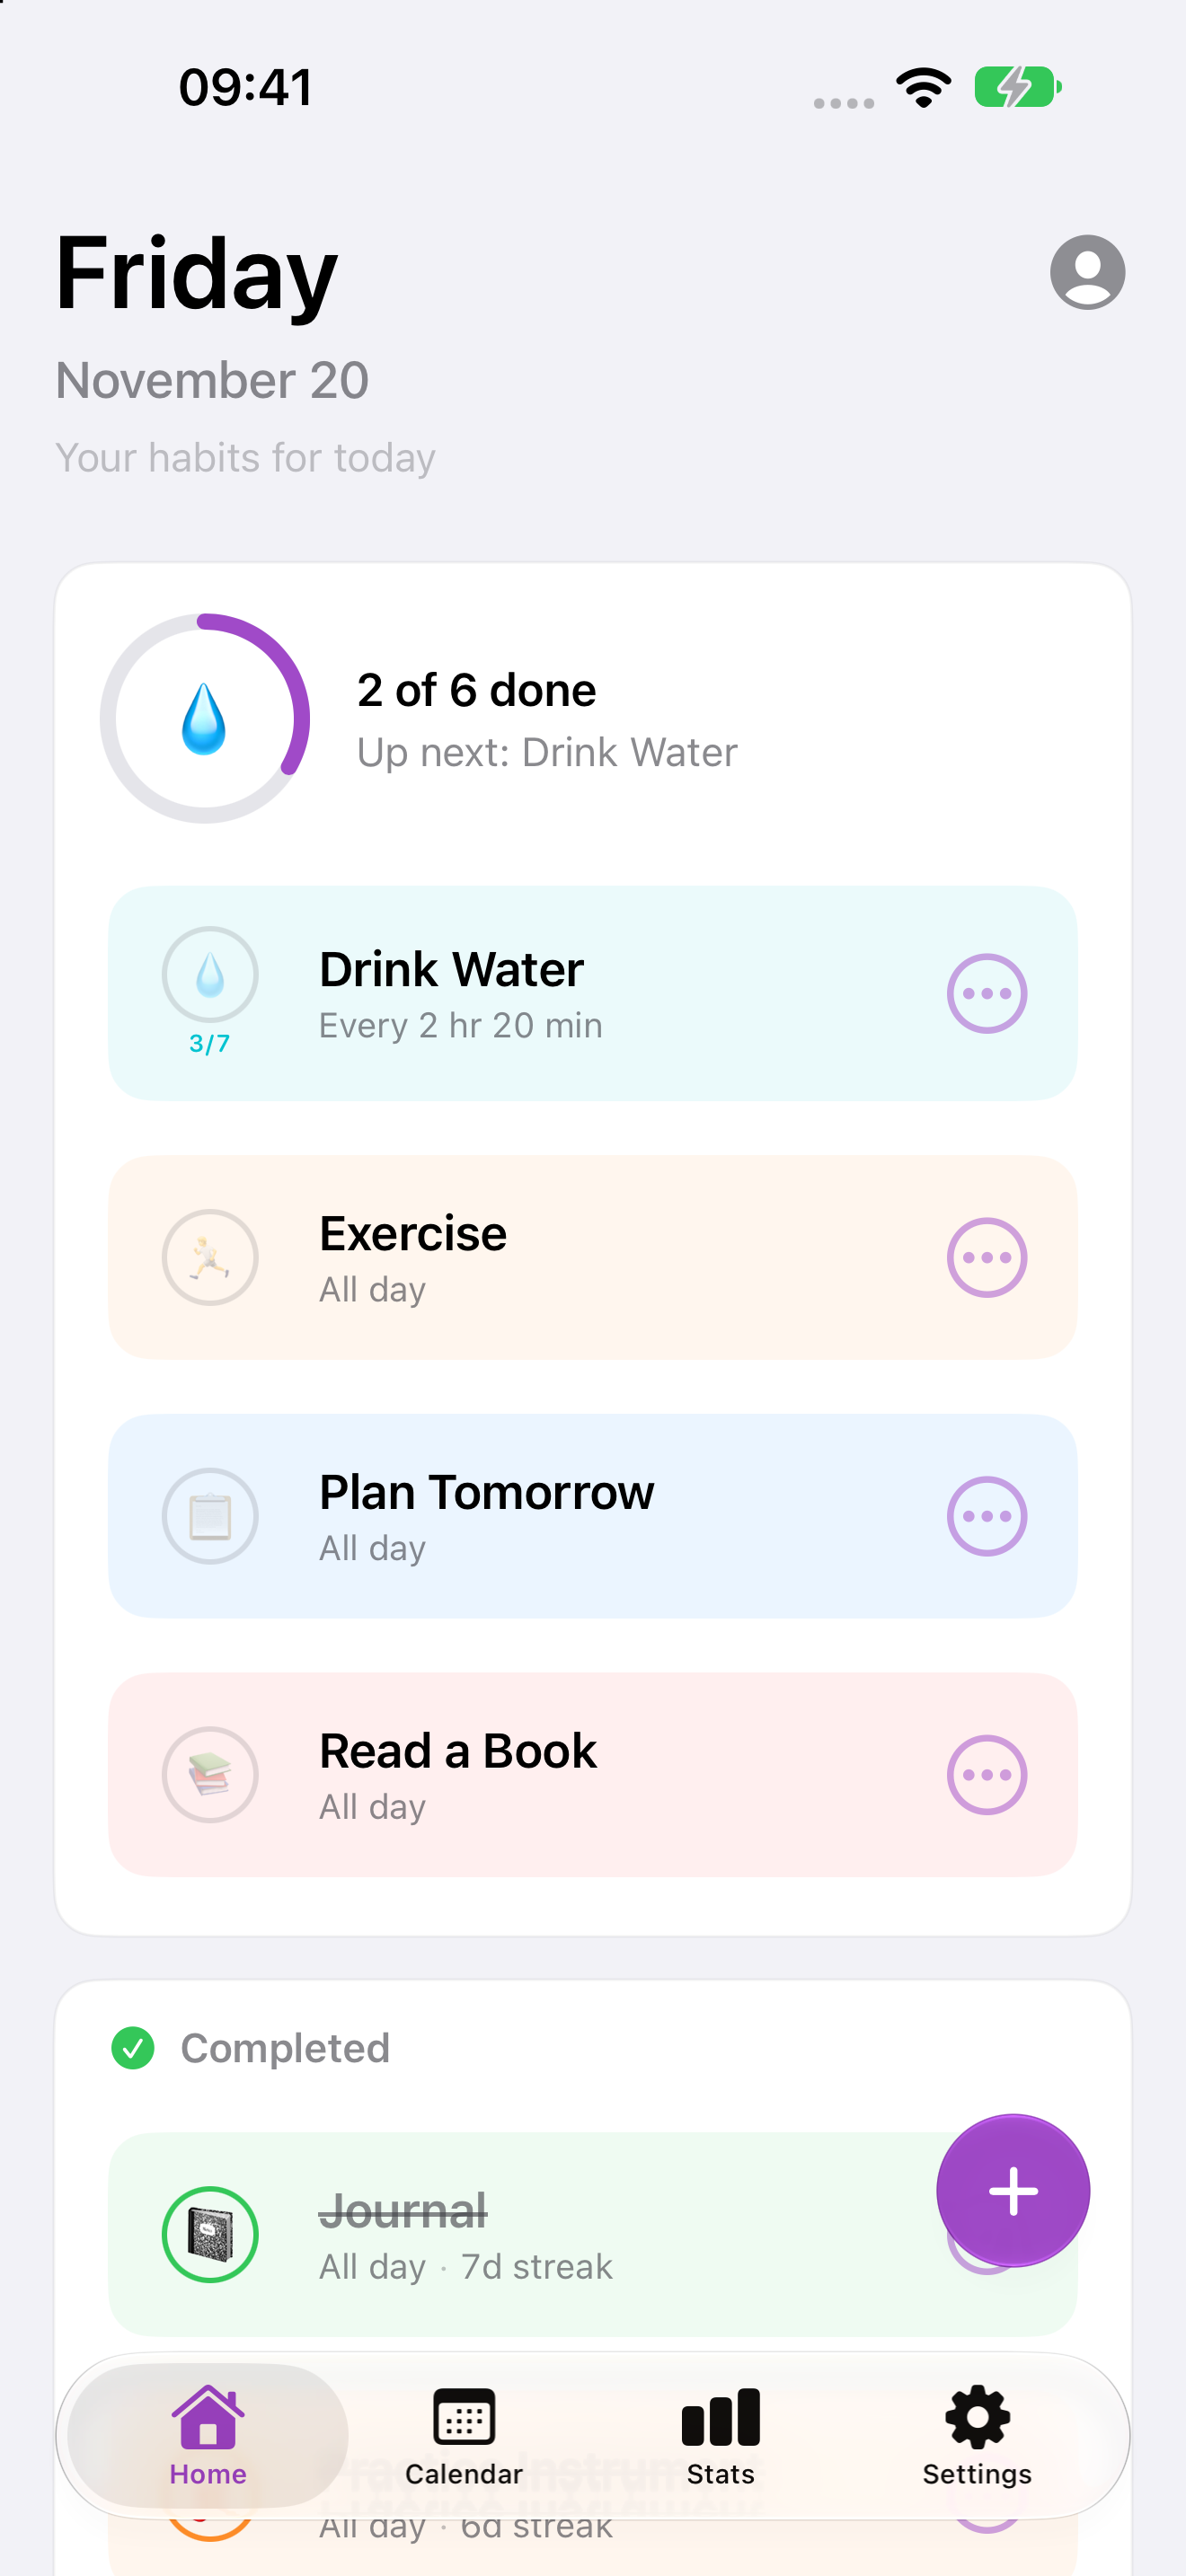 09:41
Friday
November 20
Your habits for today
2 of 6 done
Up next: Drink Water
Drink Water
Every 2 hr 20 min
3/7
Exercise
All day
Plan Tomorrow
All day
Read a Book
All day
Completed
Journal
All day · 7d streak
Practice Instrument
Home
Calendar
Stats
Settings
All day · 6d streak